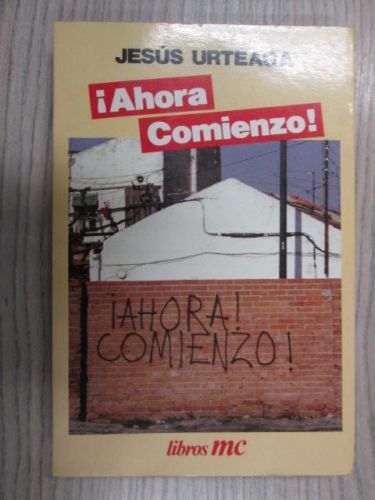 JESÚS URTEAGA
¡Ahora
Comienzo!
¡AHORA!
COMIENZO!
libros mc